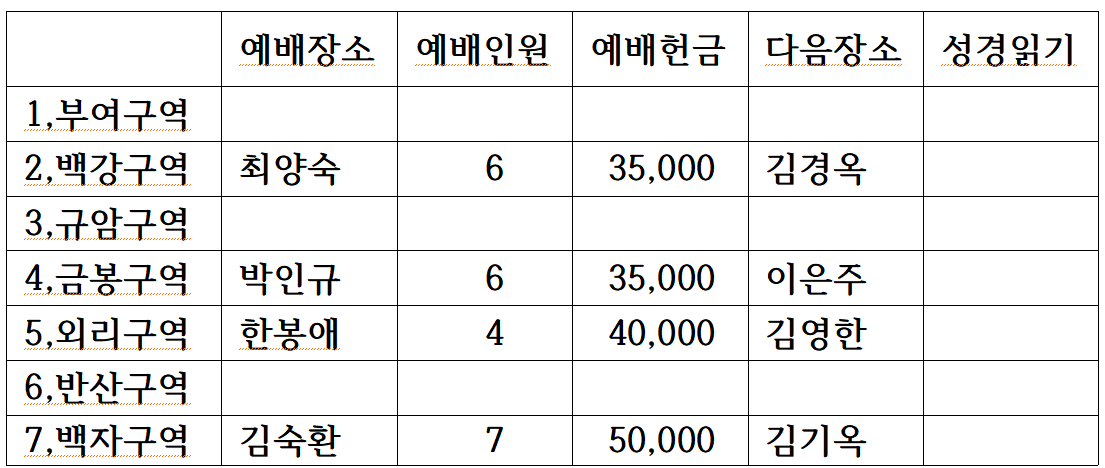 예배장소 예배인원 예배헌금 다음장소 성경읽기
1,부여구역
2,백강구역 최양숙 6 35,000 김경옥
3,규암구역
4,금봉구역 박인규 6 35,000 이은주
5,외리구역 한봉애 4 40,000 김영한
6,반산구역
7,백자구역 김숙환 7 50,000 김기옥